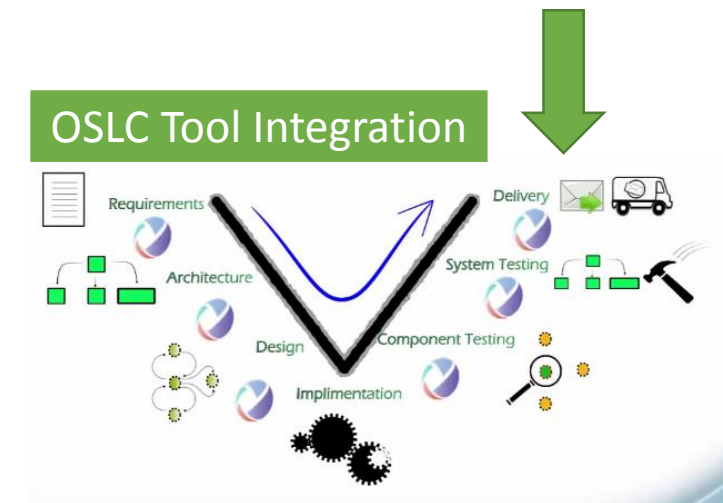 OSLC Tool Integration
Requirements
Delivery
Architecture
System Testing
Design
Component Testing
Implimentation